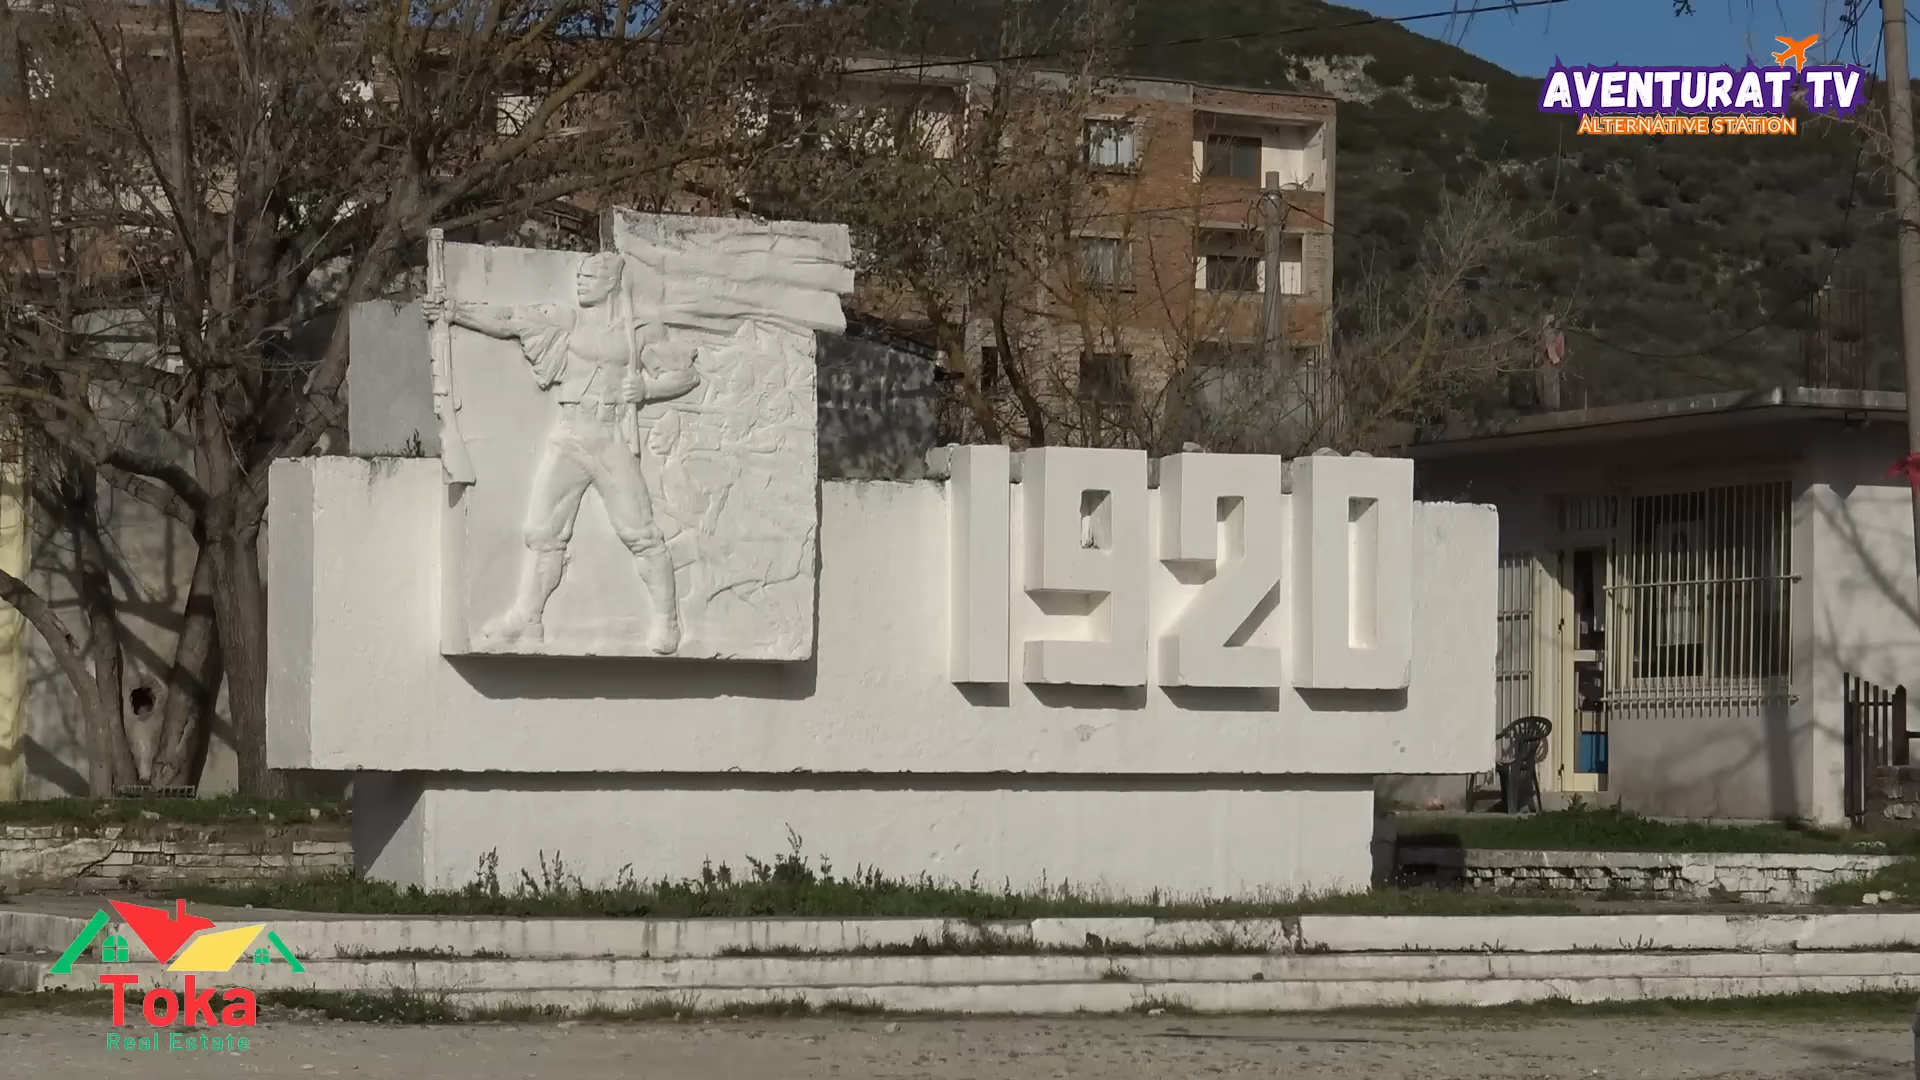 AVENTURAT TV
ALTERNATIVE STATION
1920
Toka
Real Estate